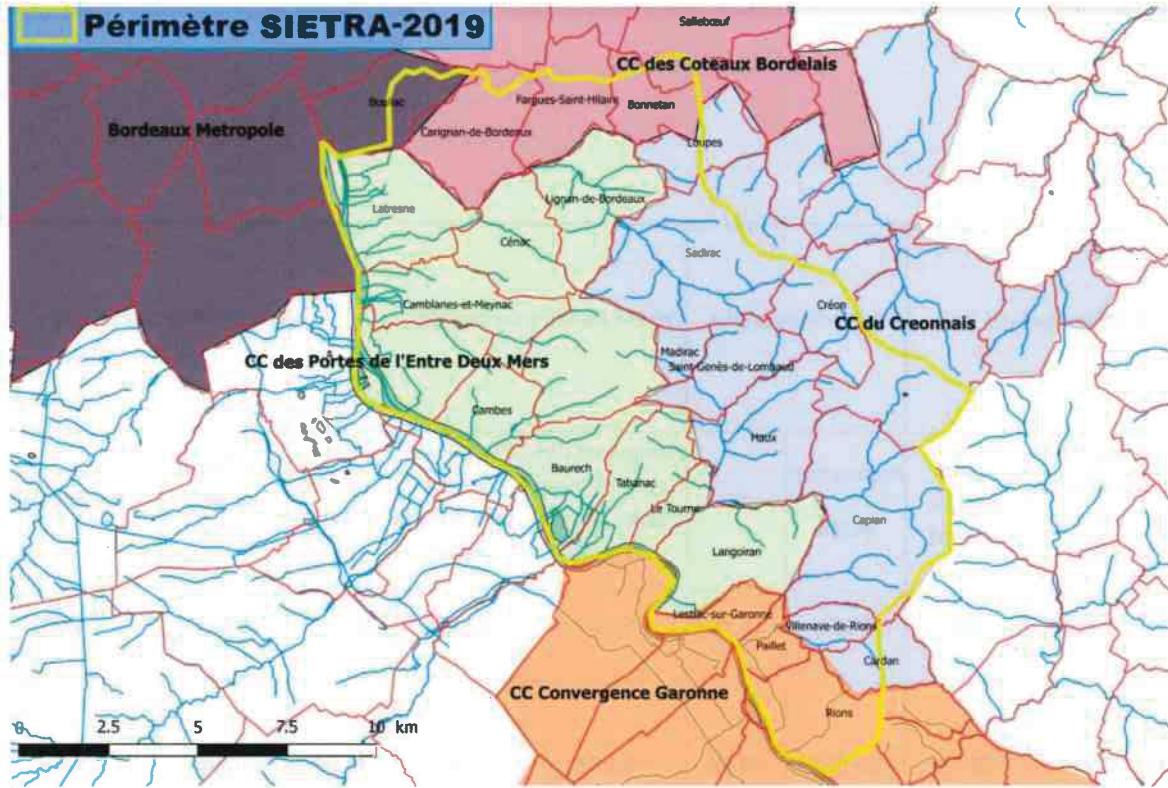 Périmètre SIETRA-2019
Salleboeuf
CC des Coteaux Bordelais
Bouliac
Fargues-Saint-Hilaire
Bonnetan
Bordeaux Metropole
Carignan-de-Bordeaux
Loupes
Lignan-de-Bordeaux
Latresne
Cénac
Sadirac
Camblanes-et-Meynac
Créon
CC du Creonnais
Madirac
CC des Portes de l'Entre Deux Mers
Saint-Genès-de-Lombaud
Cambes
Haux
Baurech
Tabanac
Le Tourne
Capian
Langoiran
Lestiac-sur-Garonne
Villenave-de-Rions
Paillet
Cardan
CC Convergence Garonne
Rions
0 2.5 5 7.5 10 km